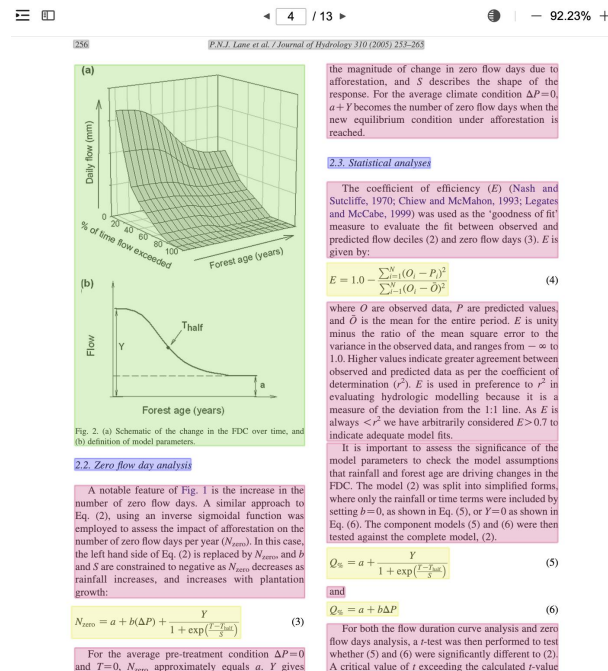 4 / 13
92.23%
256
P.N.J. Lane et al. / Journal of Hydrology 310 (2005) 253–265
(a)
Daily flow (mm)
0
20
40
60
80
100
% of time flow exceeded
Forest age (years)
(b)
Flow
Y
Thalf
a
Forest age (years)
Fig. 2. (a) Schematic of the change in the FDC over time, and
(b) definition of model parameters.
2.2. Zero flow day analysis
A notable feature of Fig. 1 is the increase in the
number of zero flow days. A similar approach to
Eq. (2), using an inverse sigmoidal function was
employed to assess the impact of afforestation on the
number of zero flow days per year (Nzero). In this case,
the left hand side of Eq. (2) is replaced by Nzero, and b
and S are constrained to negative as Nzero decreases as
rainfall increases, and increases with plantation
growth:
Nzero = a + b(ΔP) + Y / (1 + exp((T−Thalf)/S)) (3)
For the average pre-treatment condition ΔP=0
and T=0, Nzero approximately equals a. Y gives
the magnitude of change in zero flow days due to
afforestation, and S describes the shape of the
response. For the average climate condition ΔP=0,
a+Y becomes the number of zero flow days when the
new equilibrium condition under afforestation is
reached.
2.3. Statistical analyses
The coefficient of efficiency (E) (Nash and
Sutcliffe, 1970; Chiew and McMahon, 1993; Legates
and McCabe, 1999) was used as the 'goodness of fit'
measure to evaluate the fit between observed and
predicted flow deciles (2) and zero flow days (3). E is
given by:
E = 1.0 − ∑ᵢ₌₁ᴺ(Oᵢ − Pᵢ)² / ∑ᵢ₋₁ᴺ(Oᵢ − Ō)² (4)
where O are observed data, P are predicted values,
and Ō is the mean for the entire period. E is unity
minus the ratio of the mean square error to the
variance in the observed data, and ranges from −∞ to
1.0. Higher values indicate greater agreement between
observed and predicted data as per the coefficient of
determination (r²). E is used in preference to r² in
evaluating hydrologic modelling because it is a
measure of the deviation from the 1:1 line. As E is
always <r² we have arbitrarily considered E>0.7 to
indicate adequate model fits.
It is important to assess the significance of the
model parameters to check the model assumptions
that rainfall and forest age are driving changes in the
FDC. The model (2) was split into simplified forms,
where only the rainfall or time terms were included by
setting b=0, as shown in Eq. (5), or Y=0 as shown in
Eq. (6). The component models (5) and (6) were then
tested against the complete model, (2).
Q% = a + Y / (1 + exp((T−Thalf)/S)) (5)
and
Q% = a + bΔP (6)
For both the flow duration curve analysis and zero
flow days analysis, a t-test was then performed to test
whether (5) and (6) were significantly different to (2).
A critical value of t exceeding the calculated t-value